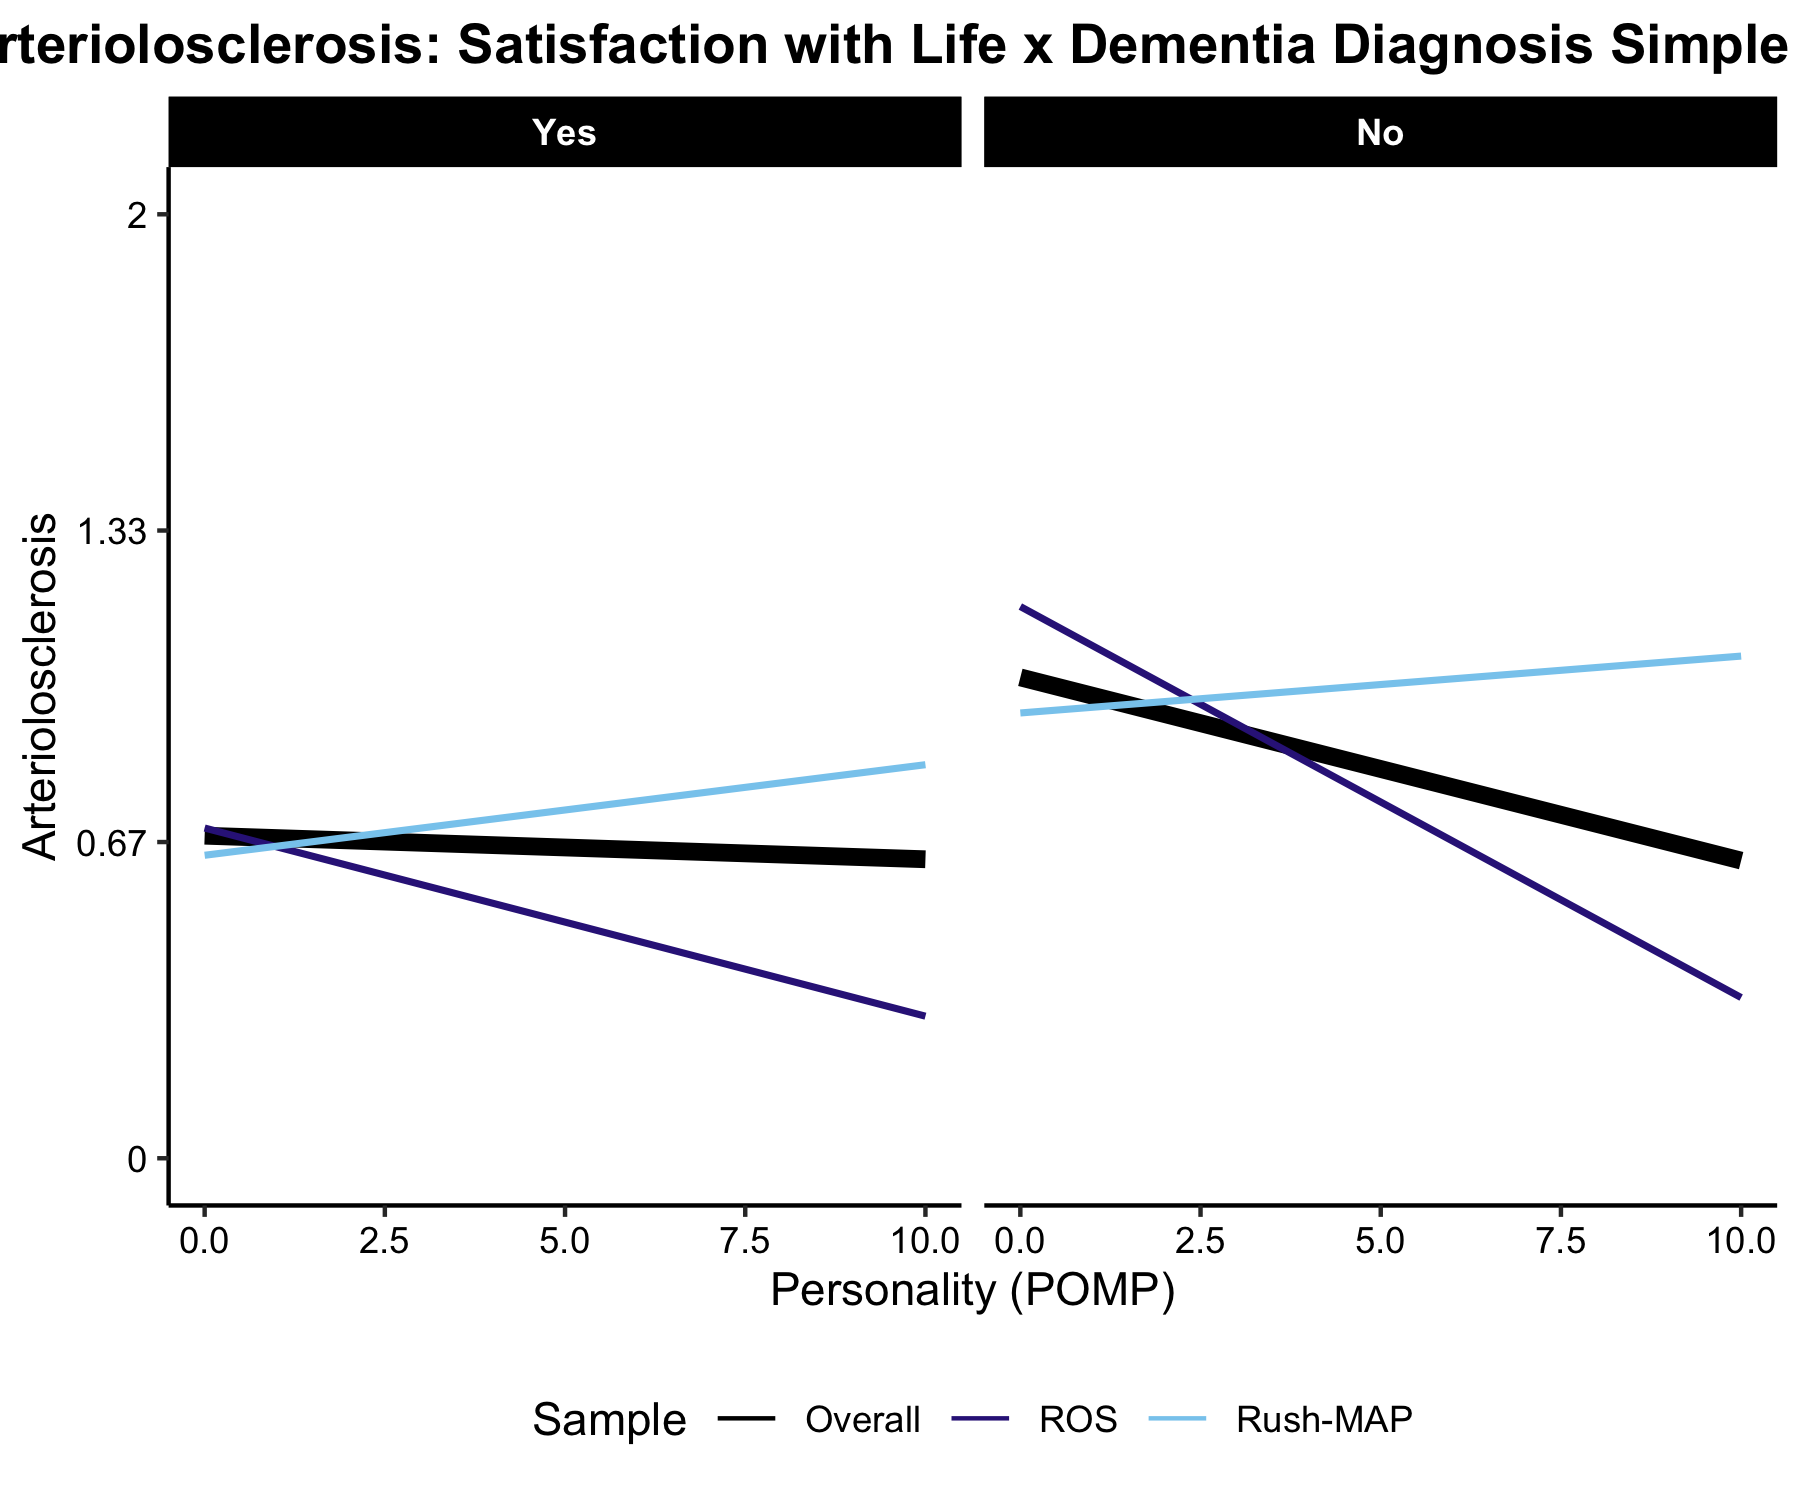 rteriolosclerosis: Satisfaction with Life x Dementia Diagnosis Simple
Yes No
2
1.33
0.67
0
Arteriolosclerosis
0.0 2.5 5.0 7.5 10.0 0.0 2.5 5.0 7.5 10.0
Personality (POMP)
Sample Overall ROS Rush-MAP